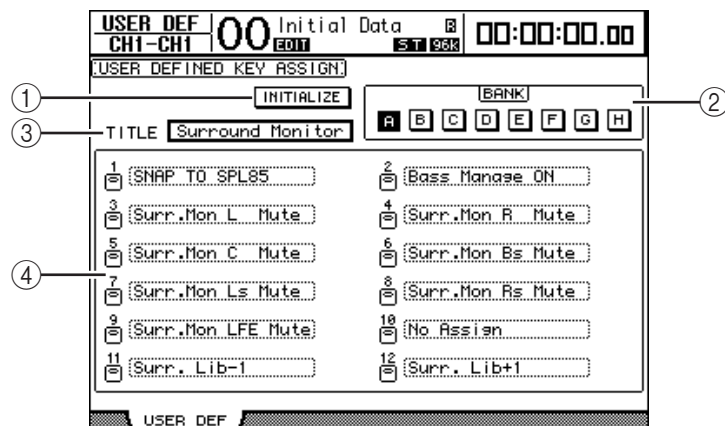 USER DEF 00 Initial Data R 00:00:00.00
CH1-CH1 EDIT ST 96k
USER DEFINED KEY ASSIGN
① INITIALIZE BANK ②
A B C D E F G H
③ TITLE Surround Monitor
1 SNAP TO SPL85 2 Bass Manage ON
3 Surr.Mon L Mute 4 Surr.Mon R Mute
5 Surr.Mon C Mute 6 Surr.Mon Bs Mute
④
7 Surr.Mon Ls Mute 8 Surr.Mon Rs Mute
9 Surr.Mon LFE Mute 10 No Assign
11 Surr. Lib-1 12 Surr. Lib+1
USER DEF